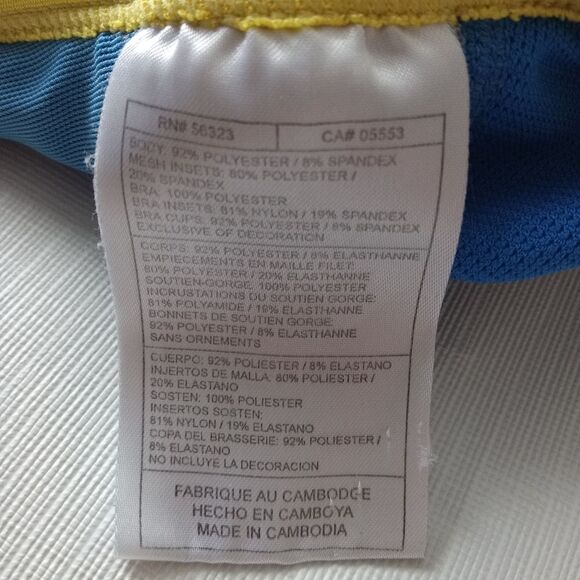 RN# 56323 CA# 05553
BODY: 92% POLYESTER / 8% SPANDEX
MESH INSETS: 80% POLYESTER /
20% SPANDEX
BRA: 100% POLYESTER
BRA INSETS: 81% NYLON / 19% SPANDEX
BRA CUPS: 92% POLYESTER / 8% SPANDEX
EXCLUSIVE OF DECORATION
CORPS: 92% POLYESTER / 8% ELASTHANNE
EMPIECEMENTS EN MAILLE FILET:
80% POLYESTER / 20% ELASTHANNE
SOUTIEN-GORGE: 100% POLYESTER
INCRUSTATIONS DU SOUTIEN GORGE:
81% POLYAMIDE / 19% ELASTHANNE
BONNETS DE SOUTIEN GORGE:
92% POLYESTER / 8% ELASTHANNE
SANS ORNEMENTS
CUERPO: 92% POLIESTER / 8% ELASTANO
INJERTOS DE MALLA: 80% POLIESTER /
20% ELASTANO
SOSTEN: 100% POLIESTER
INSERTOS SOSTEN:
81% NYLON / 19% ELASTANO
COPA DEL BRASSERIE: 92% POLIESTER /
8% ELASTANO
NO INCLUYE LA DECORACION
FABRIQUE AU CAMBODGE
HECHO EN CAMBOYA
MADE IN CAMBODIA